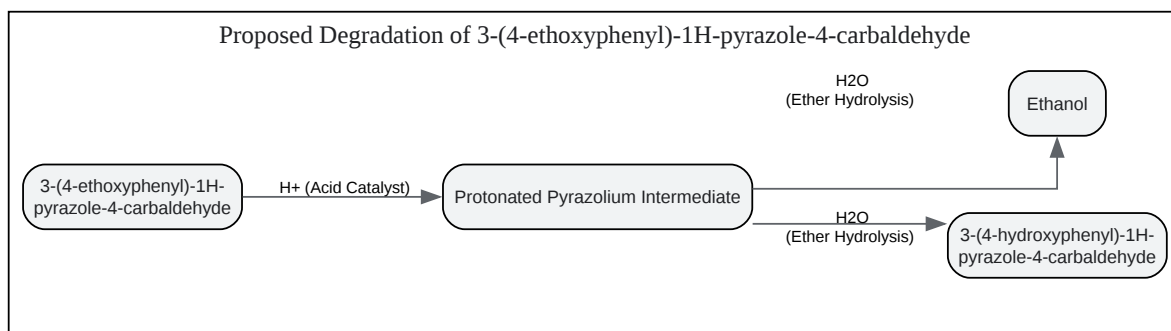 Proposed Degradation of 3-(4-ethoxyphenyl)-1H-pyrazole-4-carbaldehyde
H2O
(Ether Hydrolysis)
Ethanol
3-(4-ethoxyphenyl)-1H-
pyrazole-4-carbaldehyde
H+ (Acid Catalyst)
Protonated Pyrazolium Intermediate
H2O
(Ether Hydrolysis)
3-(4-hydroxyphenyl)-1H-
pyrazole-4-carbaldehyde